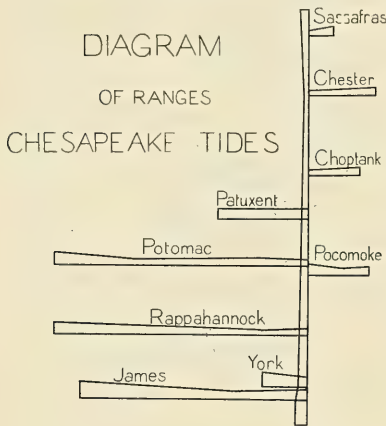 DIAGRAM
OF RANGES
CHESAPEAKE TIDES
Sassafras
Chester
Choptank
Patuxent
Potomac
Pocomoke
Rappahannock
York
James